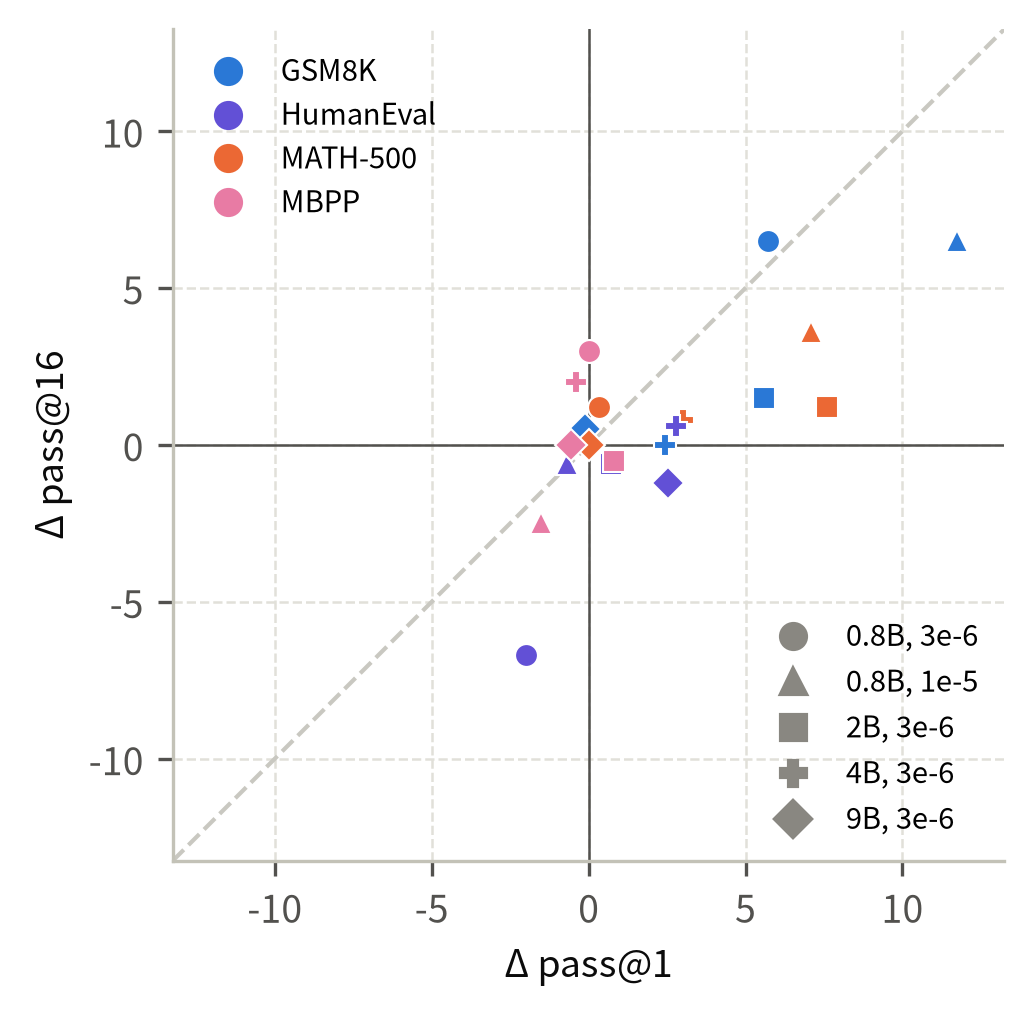 GSM8K
HumanEval
MATH-500
MBPP
10
5
0
-5
-10
Δ pass@16
0.8B, 3e-6
0.8B, 1e-5
2B, 3e-6
4B, 3e-6
9B, 3e-6
-10
-5
0
5
10
Δ pass@1